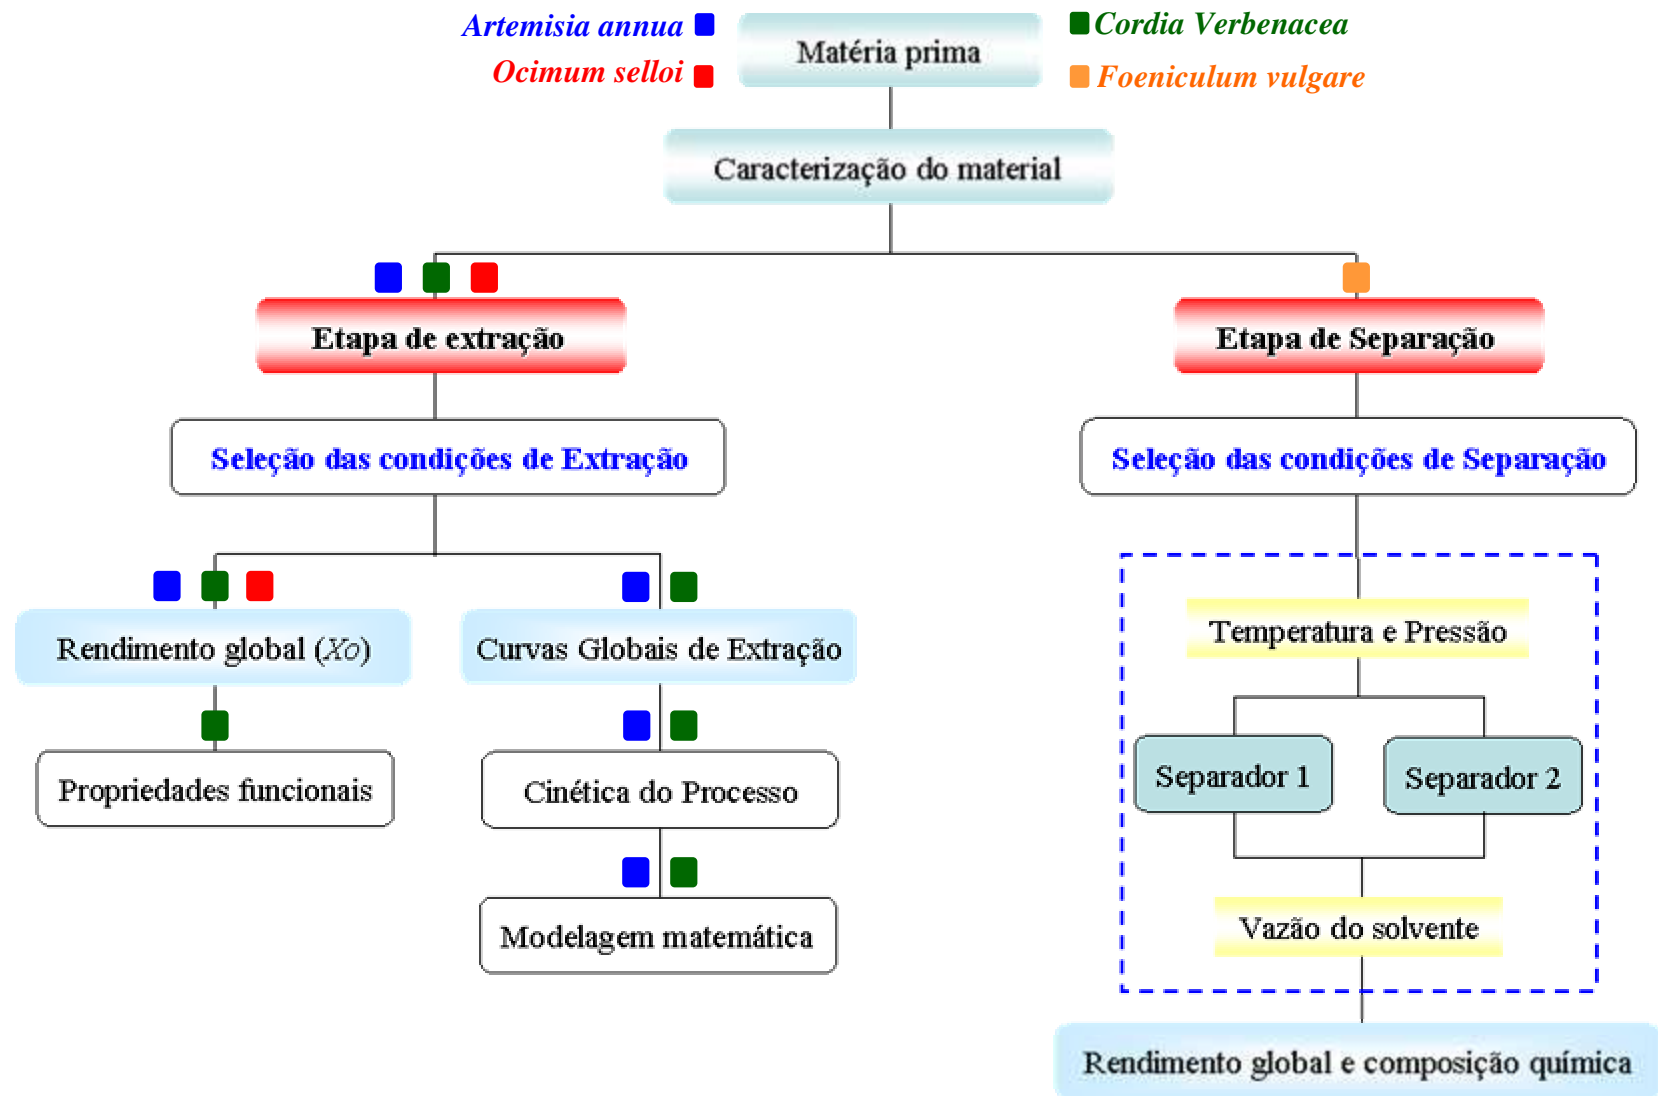 Artemisia annua
Ocimum selloi
Matéria prima
Cordia Verbenacea
Foeniculum vulgare
Caracterização do material
Etapa de extração
Etapa de Separação
Seleção das condições de Extração
Seleção das condições de Separação
Rendimento global (Xo)
Curvas Globais de Extração
Temperatura e Pressão
Propriedades funcionais
Cinética do Processo
Separador 1
Separador 2
Modelagem matemática
Vazão do solvente
Rendimento global e composição química